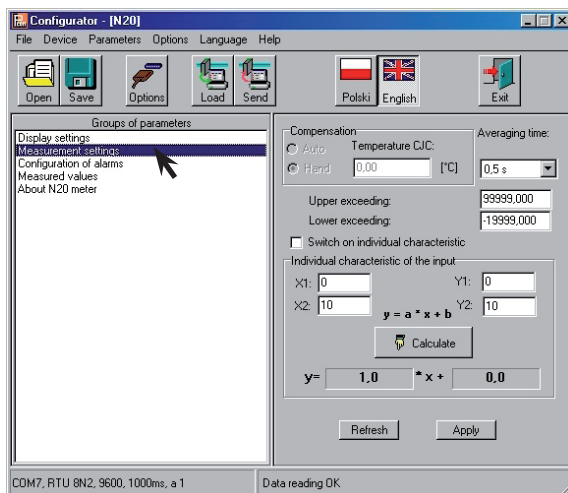 Configurator - [N20]
File Device Parameters Options Language Help
Open Save Options Load Send Polski English Exit
Groups of parameters
Display settings
Measurement settings
Configuration of alarms
Measured values
About N20 meter
Compensation
Auto
Temperature CJC:
Hand
0,00 [°C]
Averaging time:
0,5 s
Upper exceeding: 99999,000
Lower exceeding: -19999,000
Switch on individual characteristic
Individual characteristic of the input
X1: 0 Y1: 0
X2: 10 Y2: 10
y = a * x + b
Calculate
y= 1,0 * x + 0,0
Refresh Apply
COM7, RTU 8N2, 9600, 1000ms, a 1 Data reading OK